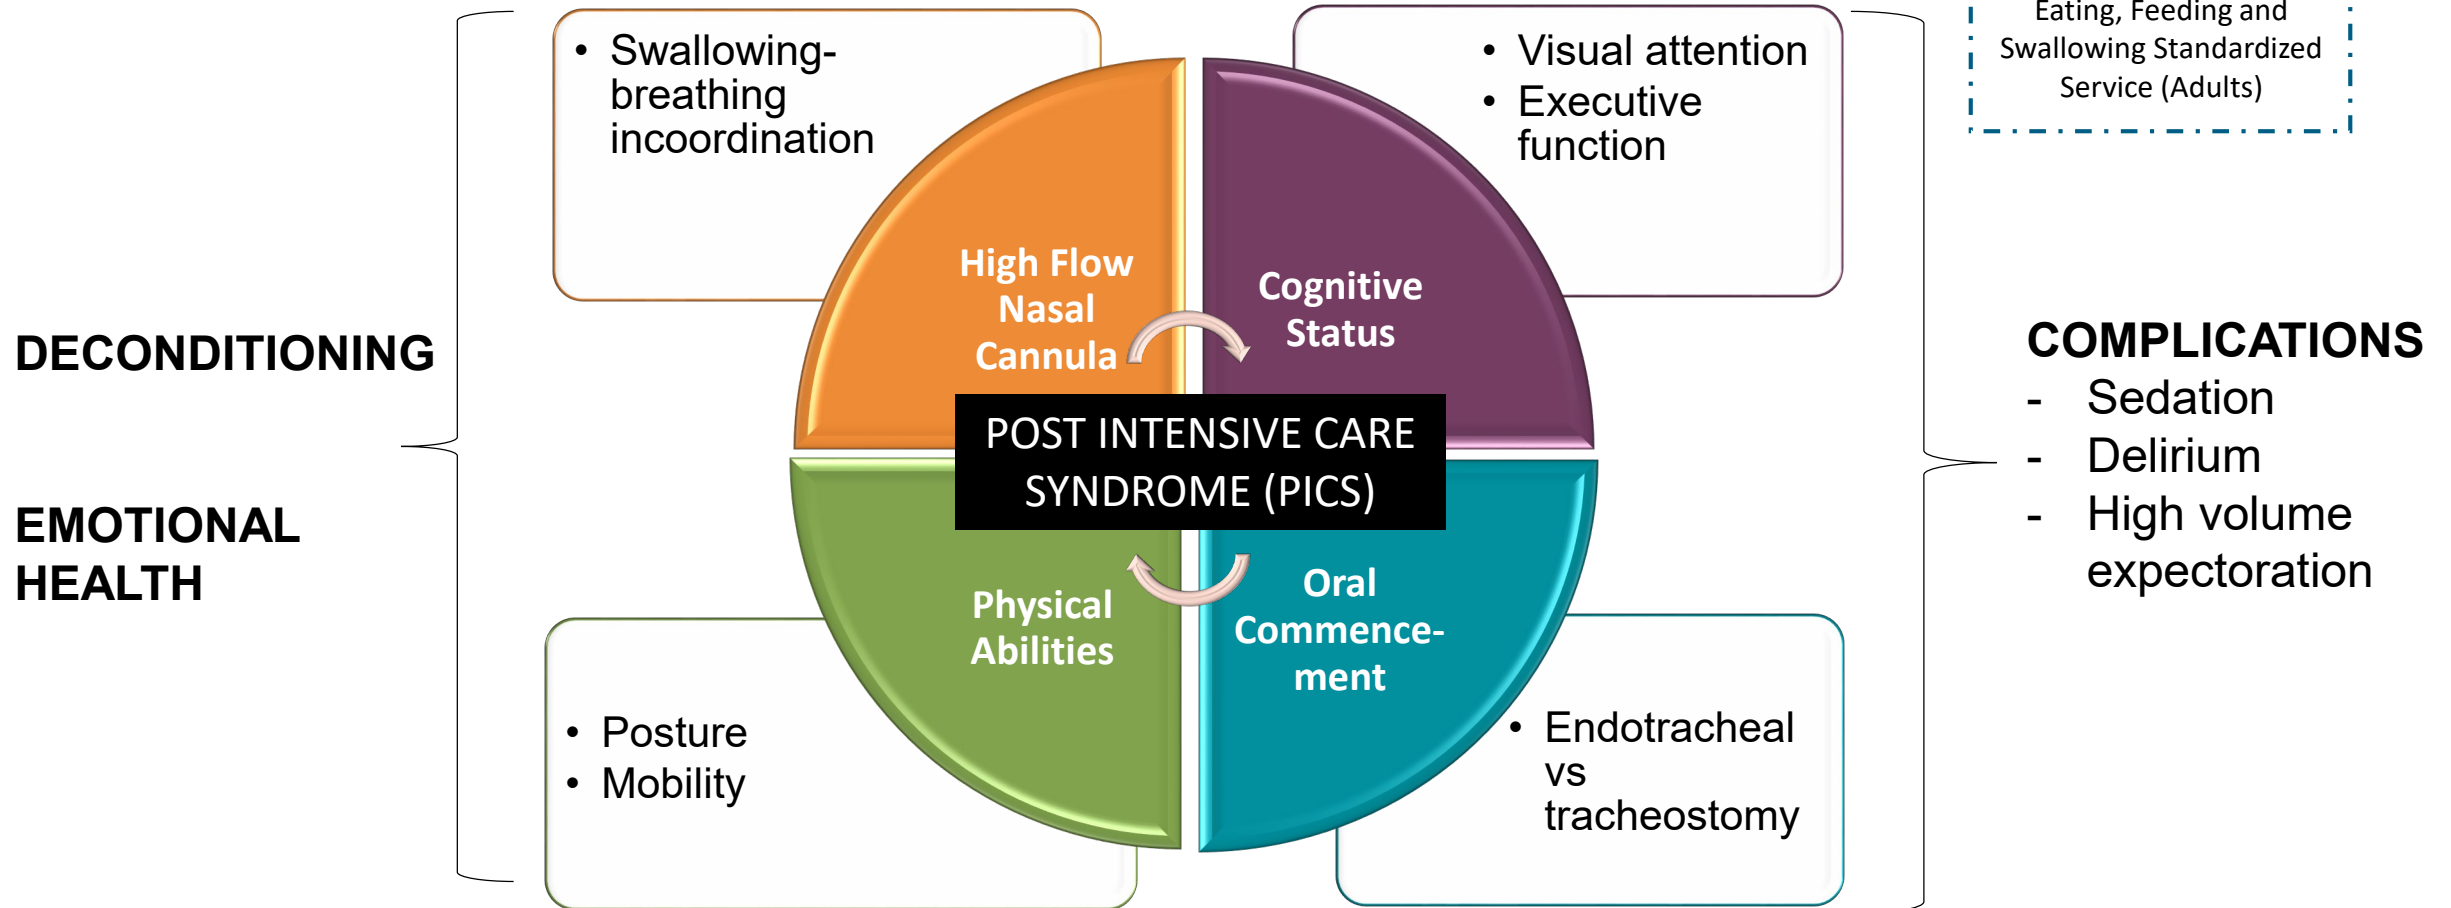 • Swallowing-
breathing
incoordination
• Visual attention
• Executive
function
Eating, Feeding and
Swallowing Standardized
Service (Adults)
High Flow
Nasal
Cannula
Cognitive
Status
DECONDITIONING
EMOTIONAL
HEALTH
POST INTENSIVE CARE
SYNDROME (PICS)
COMPLICATIONS
- Sedation
- Delirium
- High volume
expectoration
Physical
Abilities
Oral
Commence-
ment
• Posture
• Mobility
• Endotracheal
vs
tracheostomy